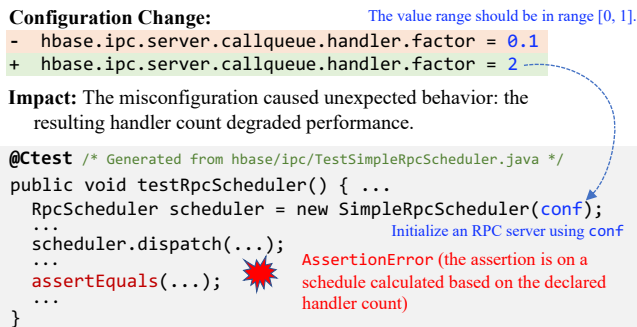 Configuration Change:
The value range should be in range [0, 1].
- hbase.ipc.server.callqueue.handler.factor = 0.1
+ hbase.ipc.server.callqueue.handler.factor = 2
Impact: The misconfiguration caused unexpected behavior: the
resulting handler count degraded performance.
@Ctest /* Generated from hbase/ipc/TestSimpleRpcScheduler.java */
public void testRpcScheduler() { ...
RpcScheduler scheduler = new SimpleRpcScheduler(conf);
...
Initialize an RPC server using conf
scheduler.dispatch(...);
...
assertEquals(...);
AssertionError (the assertion is on a
schedule calculated based on the declared
handler count)
...
}